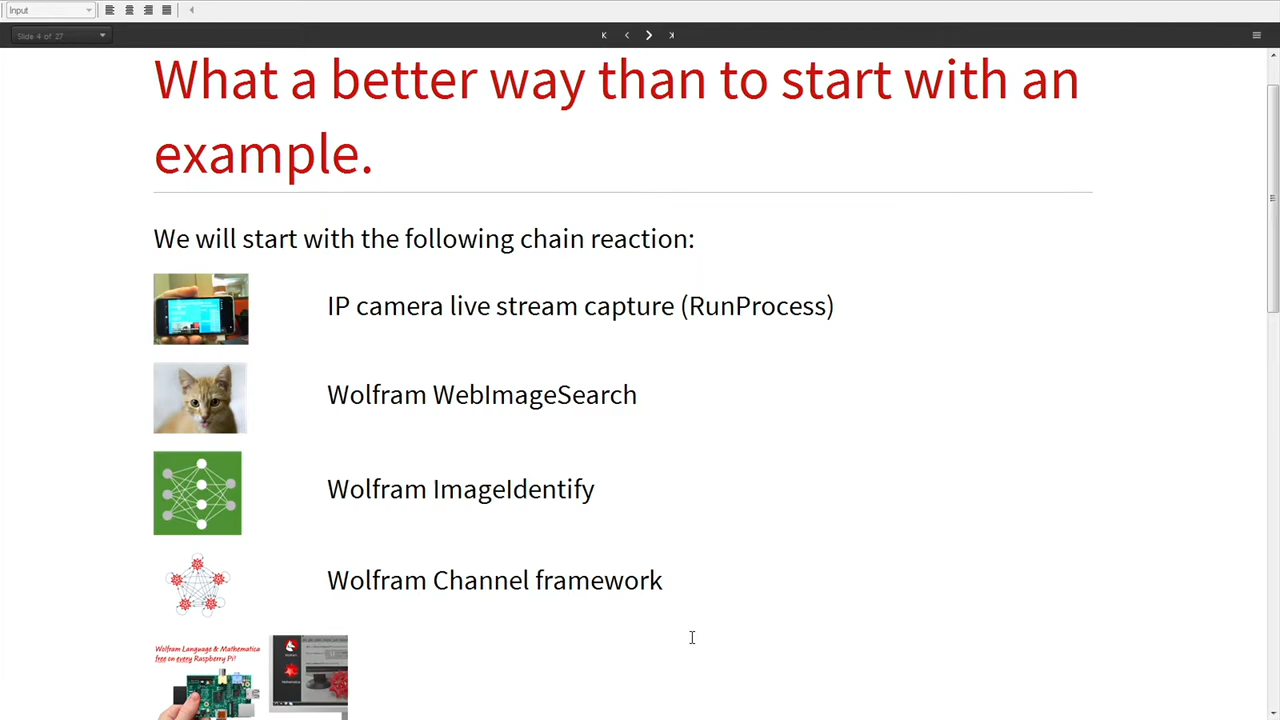 Input
Slide 4 of 27
What a better way than to start with an
example.
We will start with the following chain reaction:
IP camera live stream capture (RunProcess)
Wolfram WebImageSearch
Wolfram ImageIdentify
Wolfram Channel framework
Wolfram Language & Mathematica
free on every Raspberry Pi!